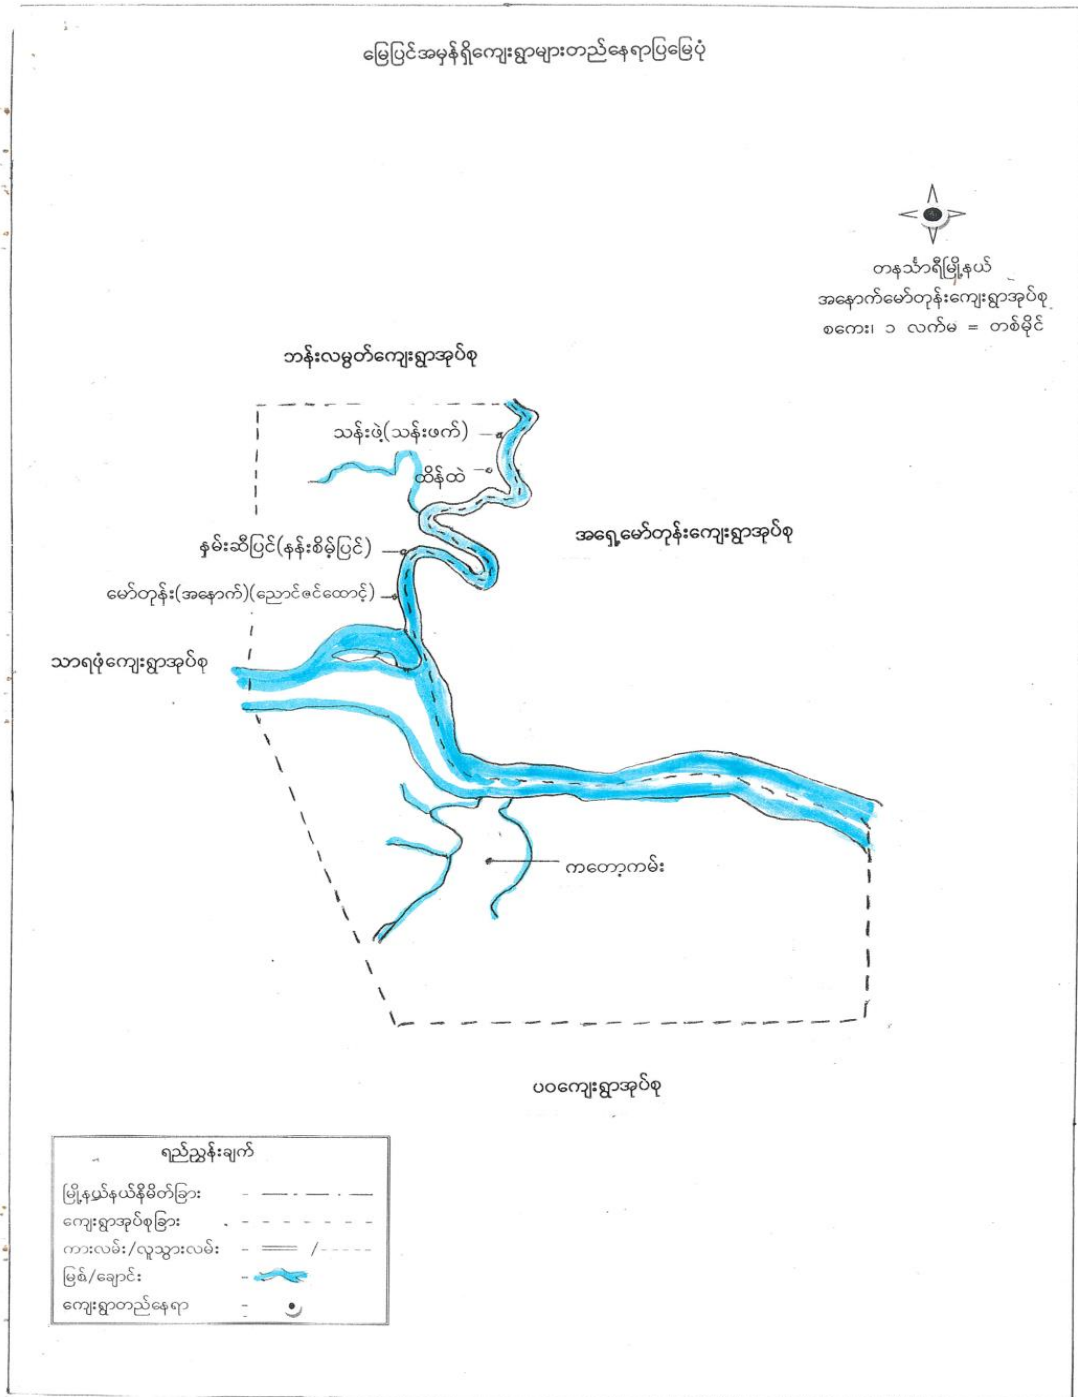 မြေပြင်အမှန်ရှိကျေးရွာများတည်နေရာပြမြေပုံ
တနင်္သာရီမြို့နယ်
အနောက်မော်တုန်းကျေးရွာအုပ်စု
စကေး၊ ၁ လက်မ = တစ်မိုင်
ဘန်းလမွတ်ကျေးရွာအုပ်စု
သန်းဖဲ့(သန်းဖက်)
ထိန်ထဲ
အရှေ့မော်တုန်းကျေးရွာအုပ်စု
နှမ်းဆီပြင်(နန်းစိမ့်ပြင်)
မော်တုန်း(အနောက်)(ညောင်ဇင်ထောင့်)
သာရဖုံကျေးရွာအုပ်စု
ကတော့ကမ်း
ပဝကျေးရွာအုပ်စု
ရည်ညွှန်းချက်
မြို့နယ်နယ်နိမိတ်ခြား
ကျေးရွာအုပ်စုခြား
ကားလမ်း/လူသွားလမ်း
မြစ်/ချောင်း
ကျေးရွာတည်နေရာ